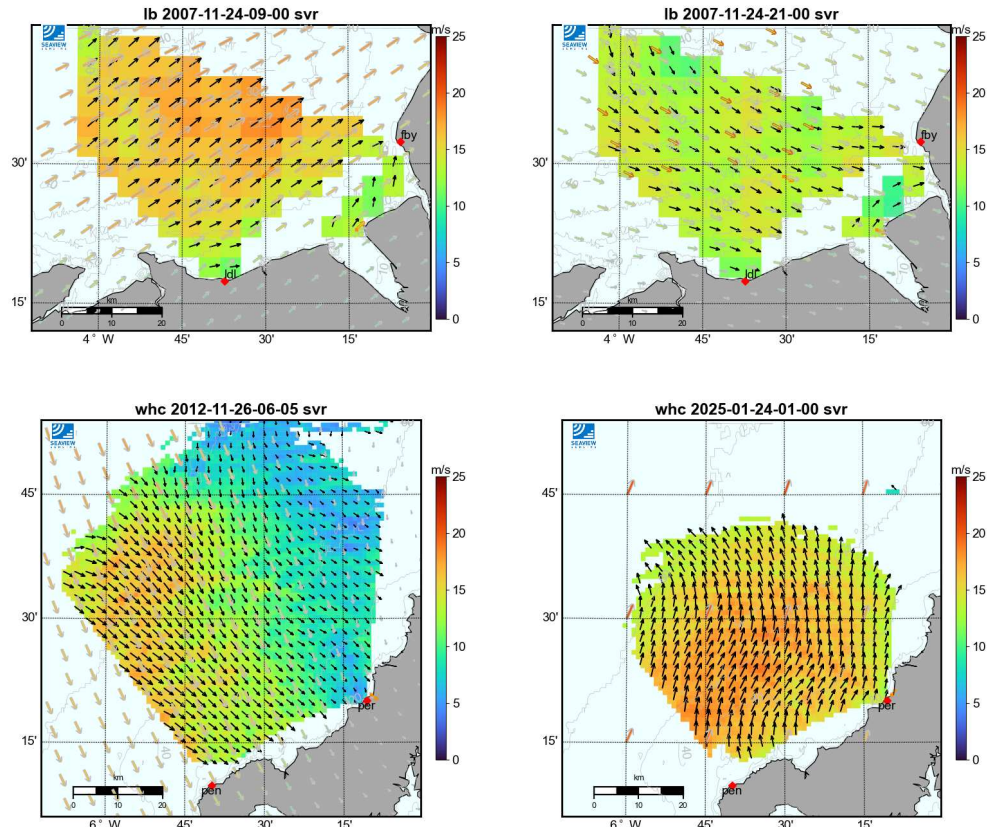 lb 2007-11-24-09-00 svr
SEAVIEW
m/s
25
20
15
10
5
0
fby
ldl
30'
15'
km
0 10 20
4 ° W 45' 30' 15'
lb 2007-11-24-21-00 svr
SEAVIEW
m/s
25
20
15
10
5
0
fby
ldl
30'
15'
km
0 10 20
4 ° W 45' 30' 15'
whc 2012-11-26-06-05 svr
SEAVIEW
m/s
25
20
15
10
5
0
45'
30'
15'
per
pen
km
0 10 20
6 ° W 45' 30' 15'
whc 2025-01-24-01-00 svr
SEAVIEW
m/s
25
20
15
10
5
0
45'
30'
15'
40
per
pen
km
0 10 20
6 ° W 45' 30' 15'